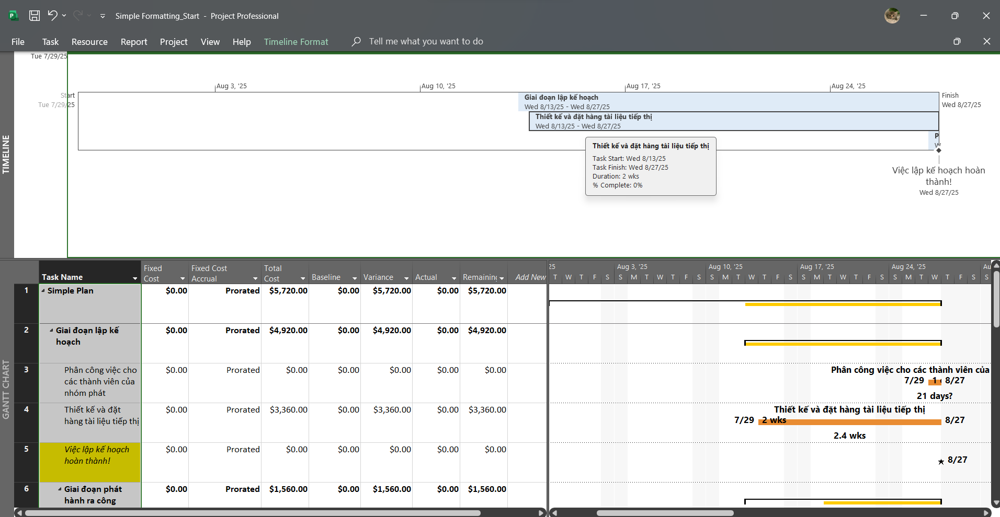 Simple Formatting_Start - Project Professional
File Task Resource Report Project View Help Timeline Format Tell me what you want to do
Tue 7/29/25
Aug 3, '25 Aug 10, '25 Aug 17, '25 Aug 24, '25
Start
Tue 7/29/25
Giai đoạn lập kế hoạch
Wed 8/13/25 - Wed 8/27/25
Finish
Wed 8/27/25
Thiết kế và đặt hàng tài liệu tiếp thị
Wed 8/13/25 - Wed 8/27/25
P
W
Thiết kế và đặt hàng tài liệu tiếp thị
Task Start: Wed 8/13/25
Task Finish: Wed 8/27/25
Duration: 2 wks
% Complete: 0%
Việc lập kế hoạch hoàn
thành!
Wed 8/27/25
TIMELINE
Task Name Fixed Cost Fixed Cost Accrual Total Cost Baseline Variance Actual Remaining Add New
25 Aug 3, '25 Aug 10, '25 Aug 17, '25 Aug 24, '25 Au
T W T F S S M T W T F S S M T W T F S S M T W T F S S M T W T F S S
1 Simple Plan $0.00 Prorated $5,720.00 $0.00 $5,720.00 $0.00 $5,720.00
2 Giai đoạn lập kế $0.00 Prorated $4,920.00 $0.00 $4,920.00 $0.00 $4,920.00
hoạch
3 Phân công việc cho $0.00 Prorated $0.00 $0.00 $0.00 $0.00 $0.00
các thành viên của
nhóm phát
Phân công việc cho các thành viên của
7/29 1 8/27
21 days?
4 Thiết kế và đặt $0.00 Prorated $3,360.00 $0.00 $3,360.00 $0.00 $3,360.00
hàng tài liệu tiếp thị
Thiết kế và đặt hàng tài liệu tiếp thị
7/29 2 wks 8/27
2.4 wks
5 Việc lập kế hoạch $0.00 Prorated $0.00 $0.00 $0.00 $0.00 $0.00
hoàn thành!
8/27
6 Giai đoạn phát $0.00 Prorated $1,560.00 $0.00 $1,560.00 $0.00 $1,560.00
hành ra công
GANTT CHART